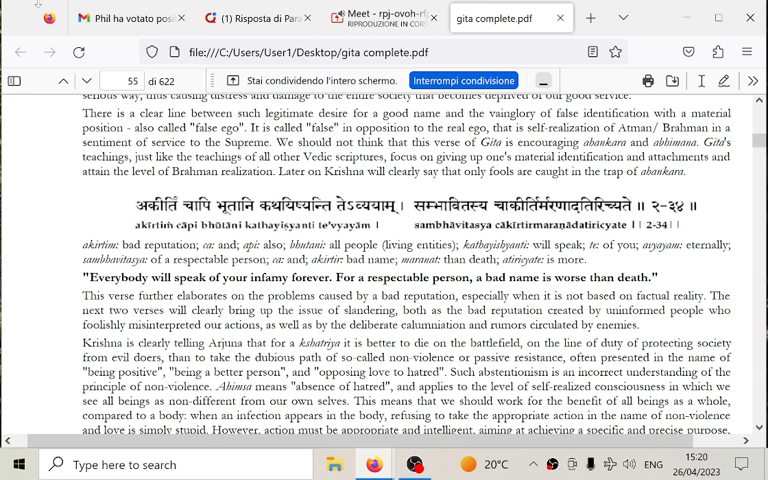 Phil ha votato posi
(1) Risposta di Para
Meet - rpj-ovoh-rf
RIPRODUZIONE IN CORS
gita complete.pdf
file:///C:/Users/User1/Desktop/gita complete.pdf
55 di 622
Stai condividendo l'intero schermo.
Interrompi condivisione
serious way, thus causing distress and damage to the entire society that becomes deprived of our good service.
There is a clear line between such legitimate desire for a good name and the vainglory of false identification with a material
position - also called "false ego". It is called "false" in opposition to the real ego, that is self-realization of Atman/ Brahman in a
sentiment of service to the Supreme. We should not think that this verse of Gita is encouraging ahankara and abhimana. Gita's
teachings, just like the teachings of all other Vedic scriptures, focus on giving up one's material identification and attachments and
attain the level of Brahman realization. Later on Krishna will clearly say that only fools are caught in the trap of ahankara.
अकीर्तिं चापि भूतानि कथयिष्यन्ति तेऽव्ययाम् । सम्भावितस्य चाकीर्तिर्मरणादतिरिच्यते ॥ २-३४ ॥
akīrtiṁ cāpi bhūtāni kathayiṣyanti te'vyayām | sambhāvitasya cākīrtirmaraṇādatiricyate ||2-34||
akirtim: bad reputation; ca: and; api: also; bhutani: all people (living entities); kathayishyanti: will speak; te: of you; avyayam: eternally;
sambhavitasya: of a respectable person; ca: and; akirtir: bad name; maranat: than death; atiricyate: is more.
"Everybody will speak of your infamy forever. For a respectable person, a bad name is worse than death."
This verse further elaborates on the problems caused by a bad reputation, especially when it is not based on factual reality. The
next two verses will clearly bring up the issue of slandering, both as the bad reputation created by uninformed people who
foolishly misinterpreted our actions, as well as by the deliberate calumniation and rumors circulated by enemies.
Krishna is clearly telling Arjuna that for a kshatriya it is better to die on the battlefield, on the line of duty of protecting society
from evil doers, than to take the dubious path of so-called non-violence or passive resistance, often presented in the name of
"being positive", "being a better person", and "opposing love to hatred". Such abstentionism is an incorrect understanding of the
principle of non-violence. Ahimsa means "absence of hatred", and applies to the level of self-realized consciousness in which we
see all beings as non-different from our own selves. This means that we should work for the benefit of all beings as a whole,
compared to a body: when an infection appears in the body, refusing to take the appropriate action in the name of non-violence
and love is simply stupid. However, action must be appropriate and intelligent, aiming at achieving a specific and precise purpose,
Type here to search
20°C
ENG
15:20
26/04/2023